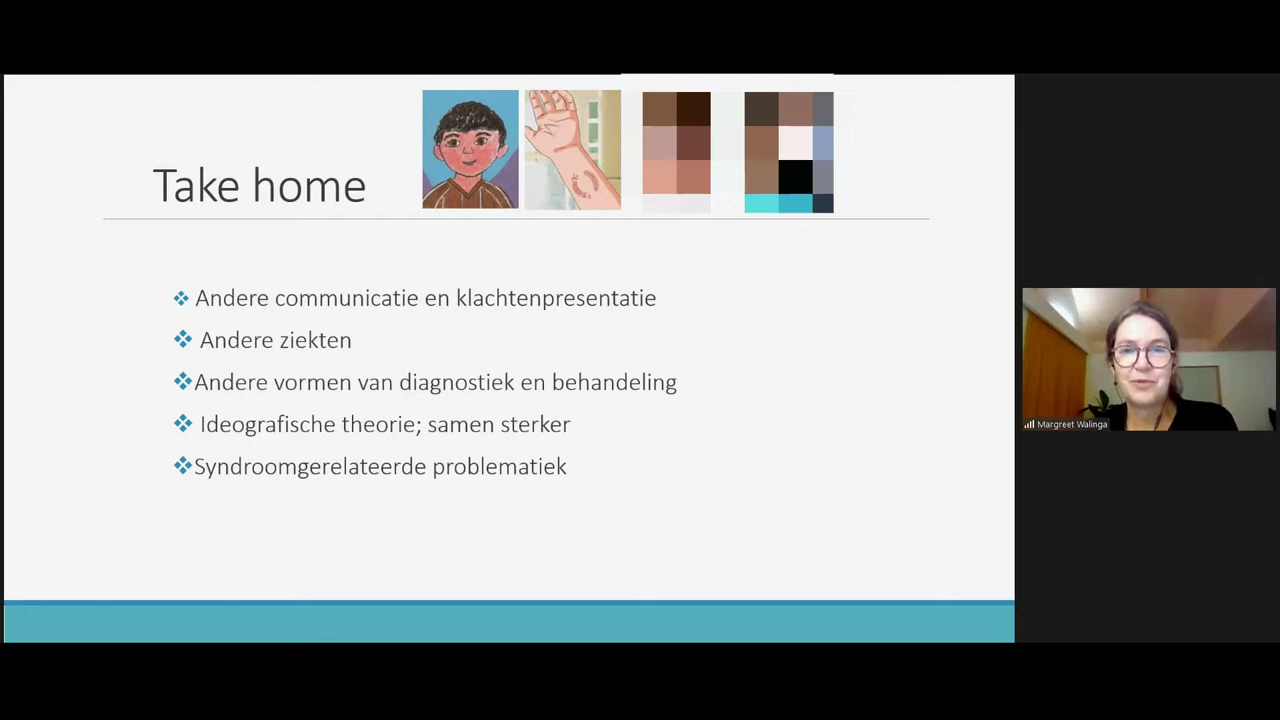 Take home
Andere communicatie en klachtenpresentatie
Andere ziekten
Andere vormen van diagnostiek en behandeling
Ideografische theorie; samen sterker
Syndroomgerelateerde problematiek
Margreet Walinga